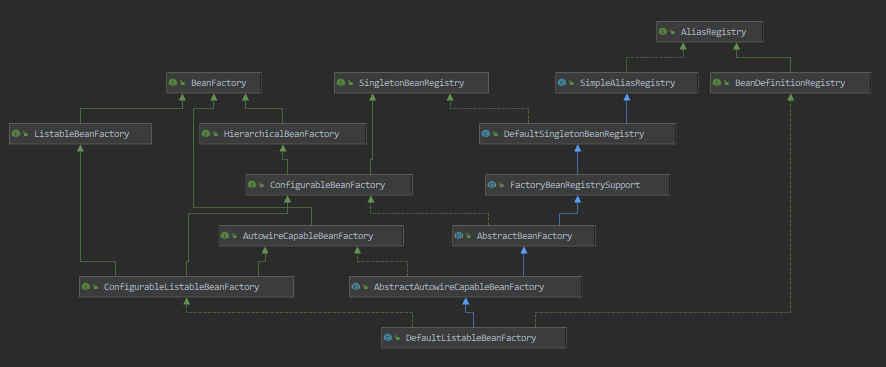 AliasRegistry
BeanFactory
SingletonBeanRegistry
SimpleAliasRegistry
BeanDefinitionRegistry
ListableBeanFactory
HierarchicalBeanFactory
DefaultSingletonBeanRegistry
ConfigurableBeanFactory
FactoryBeanRegistrySupport
AutowireCapableBeanFactory
AbstractBeanFactory
ConfigurableListableBeanFactory
AbstractAutowireCapableBeanFactory
DefaultListableBeanFactory